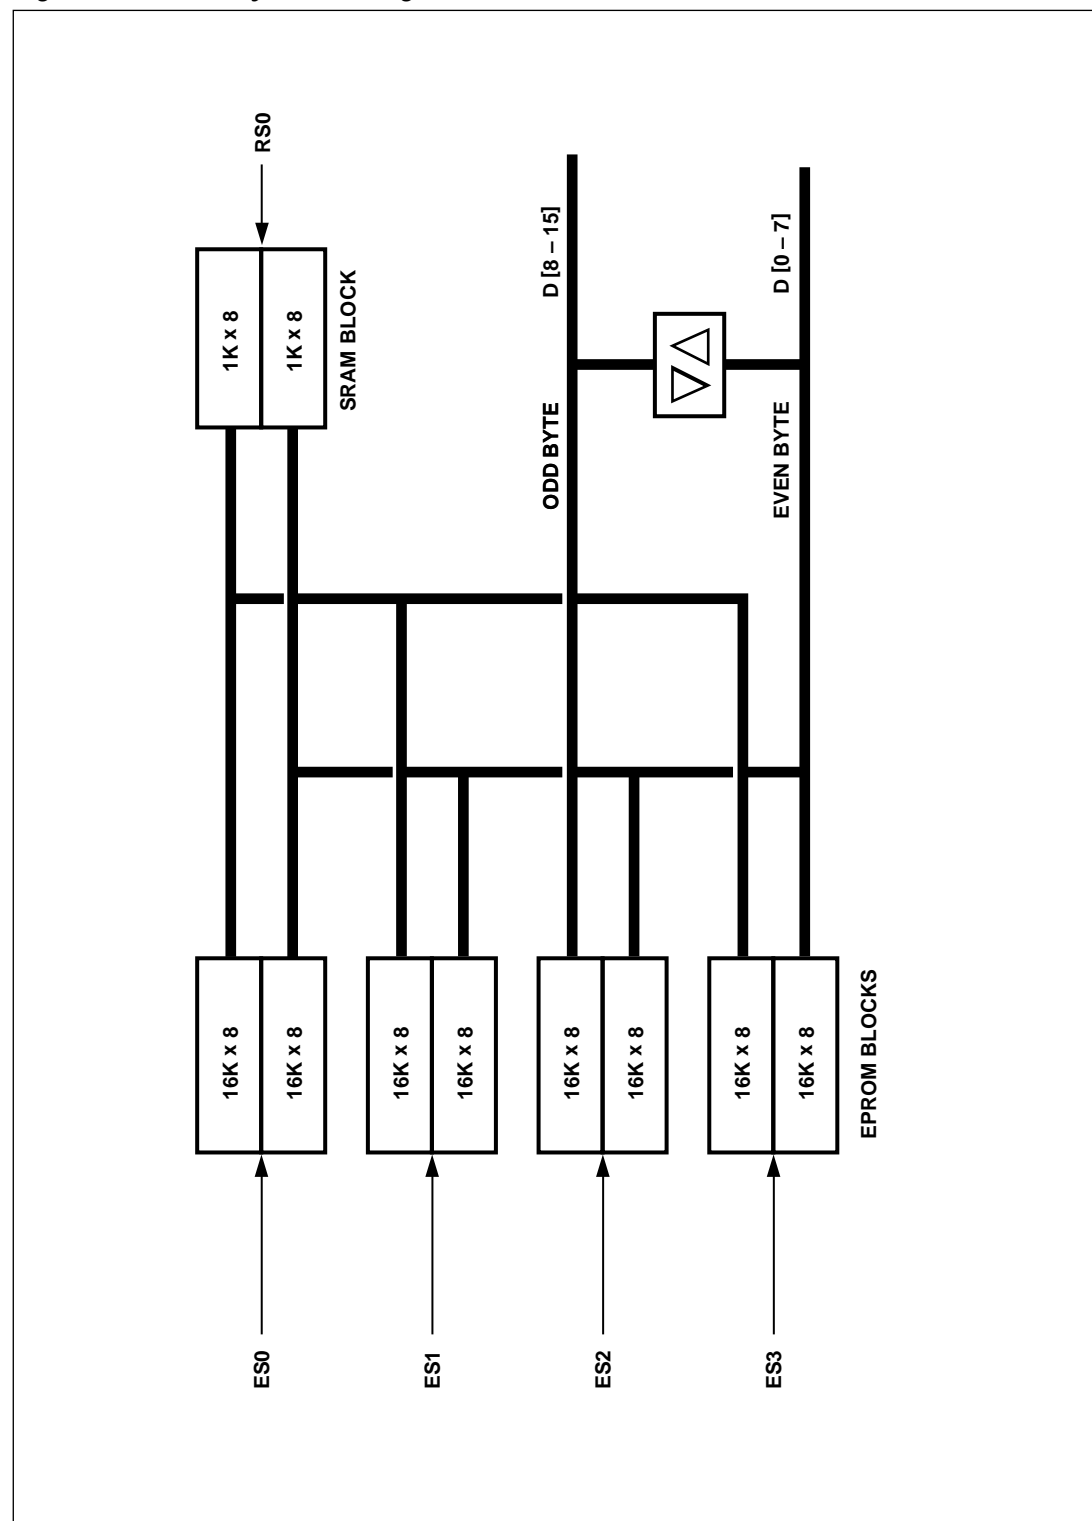 RS0
1K x 8
1K x 8
SRAM BLOCK
D [8 – 15]
D [0 – 7]
ODD BYTE
EVEN BYTE
16K x 8
16K x 8
16K x 8
16K x 8
16K x 8
16K x 8
16K x 8
16K x 8
EPROM BLOCKS
ES0
ES1
ES2
ES3